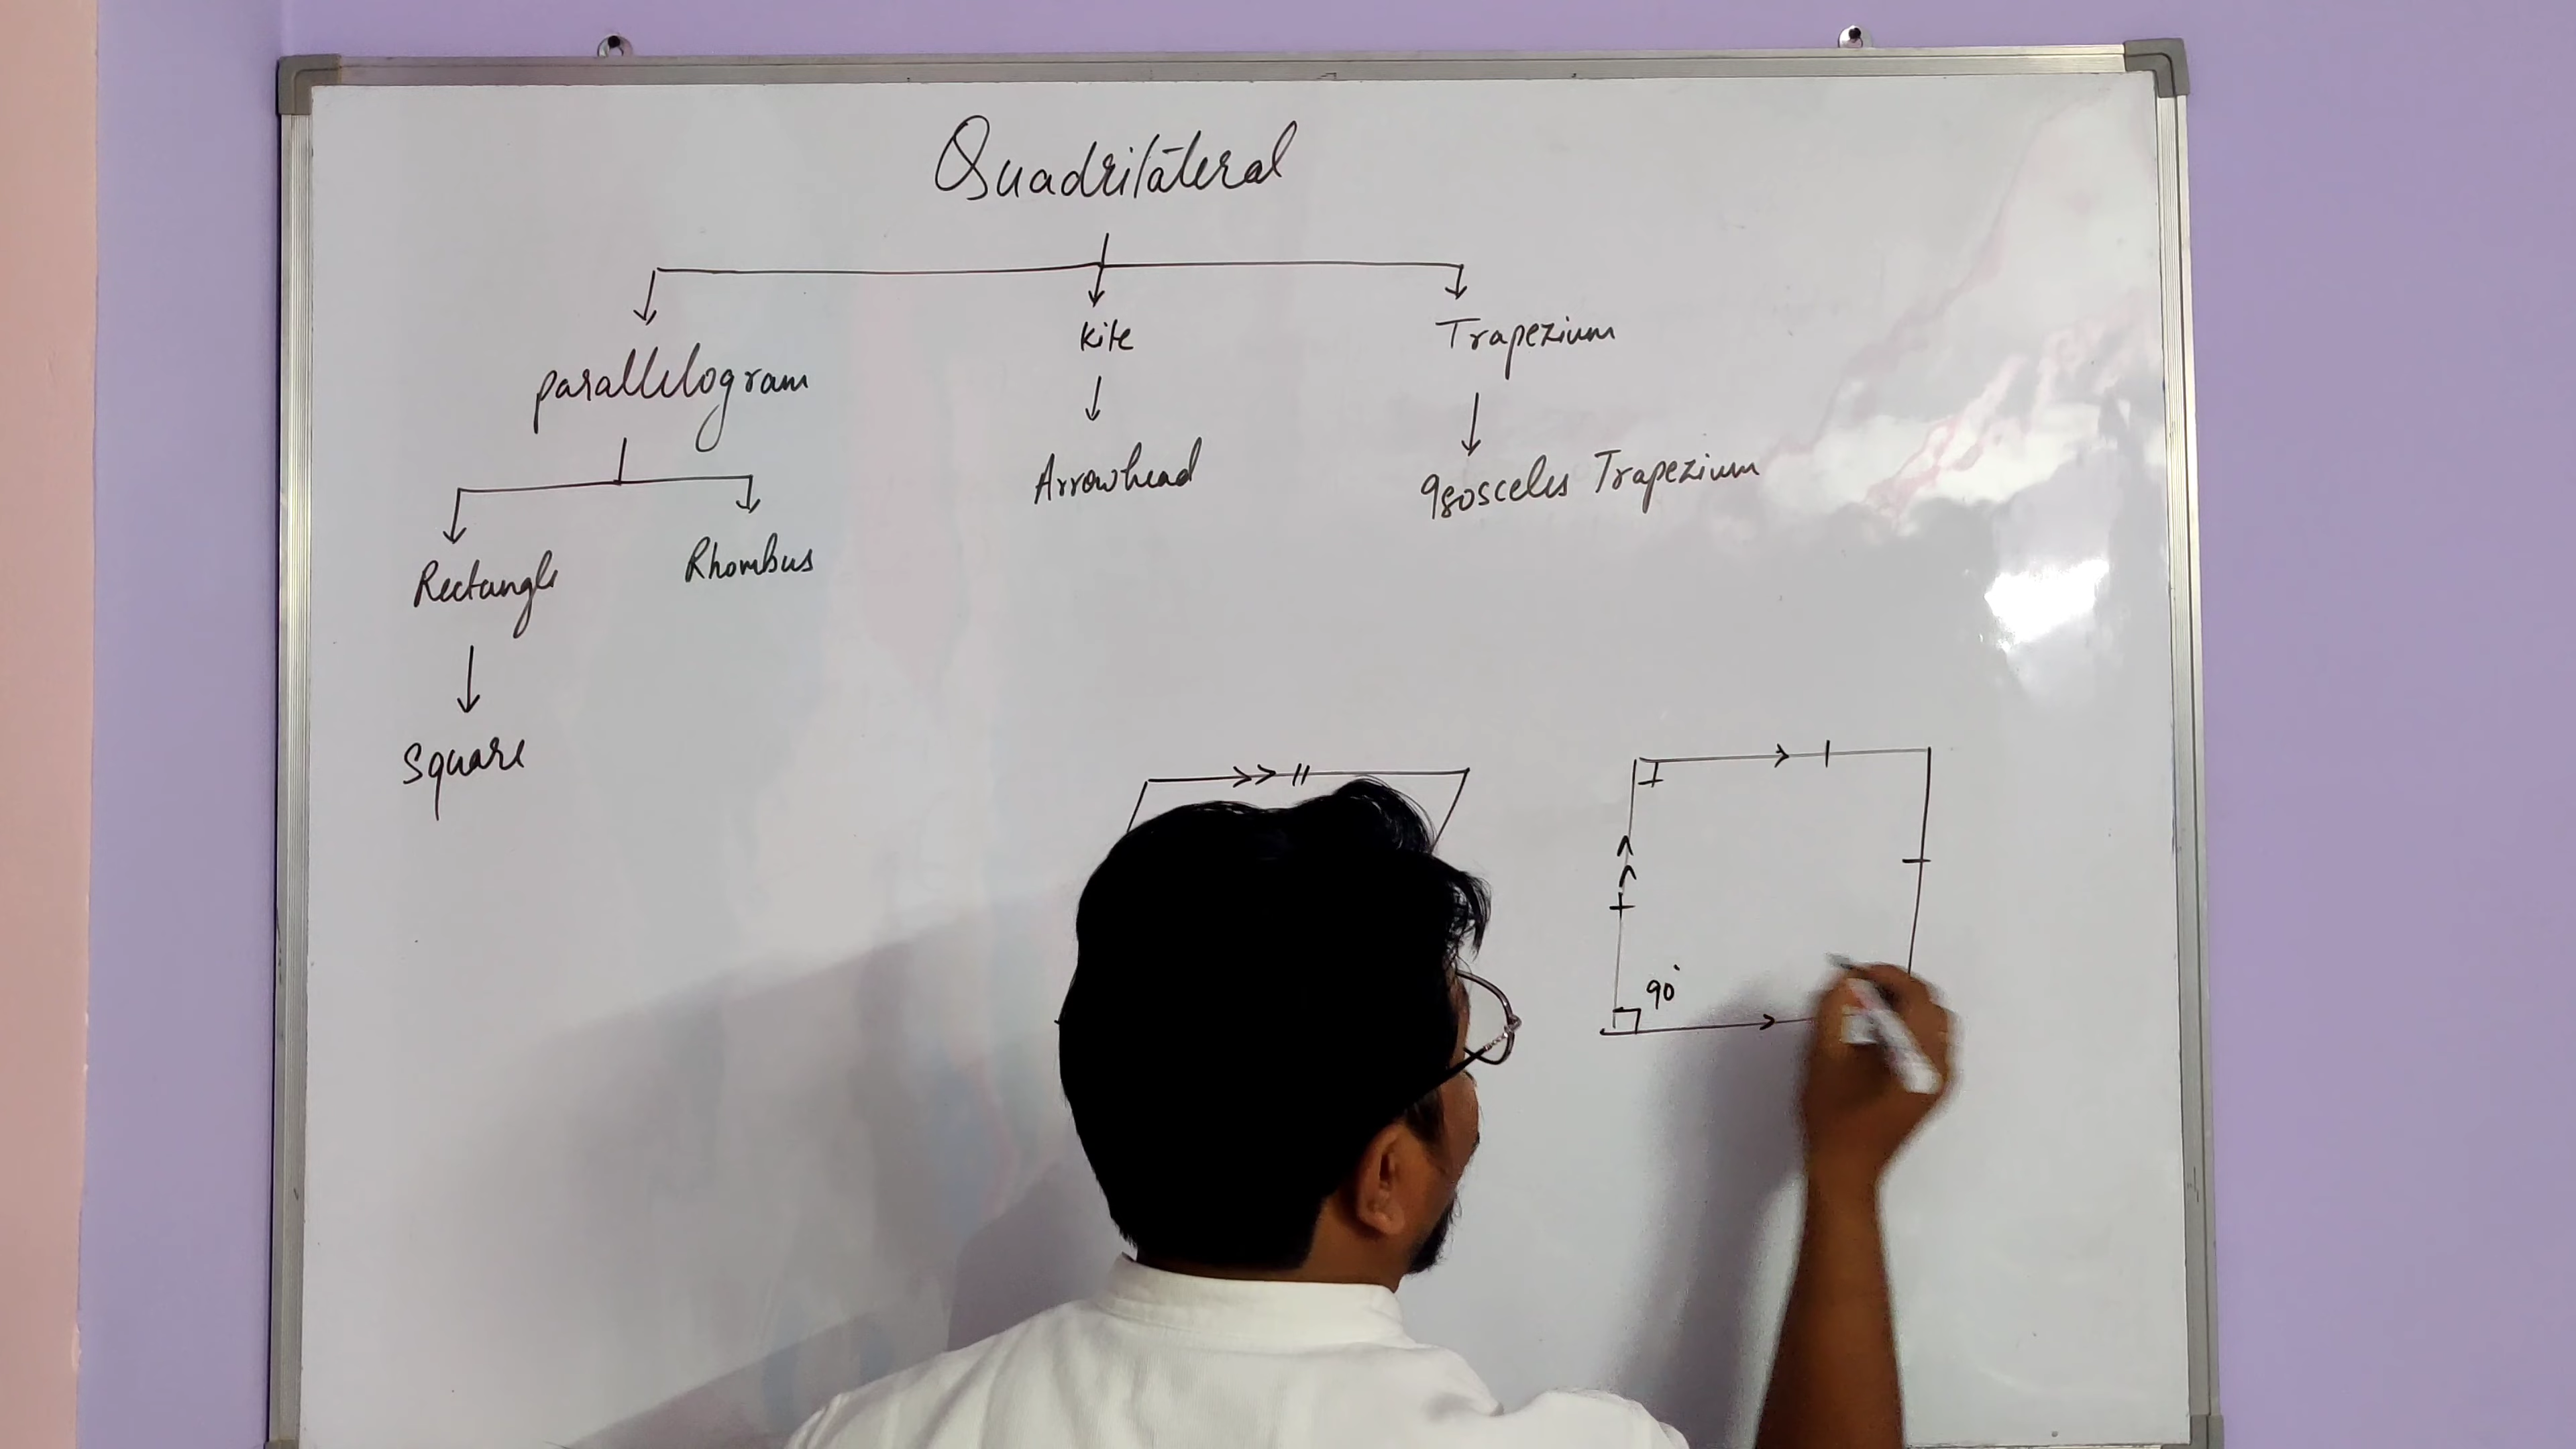 Quadrilateral
parallelogram
Kite
Trapezium
Arrowhead
Isosceles Trapezium
Rectangle
Rhombus
Square
90°